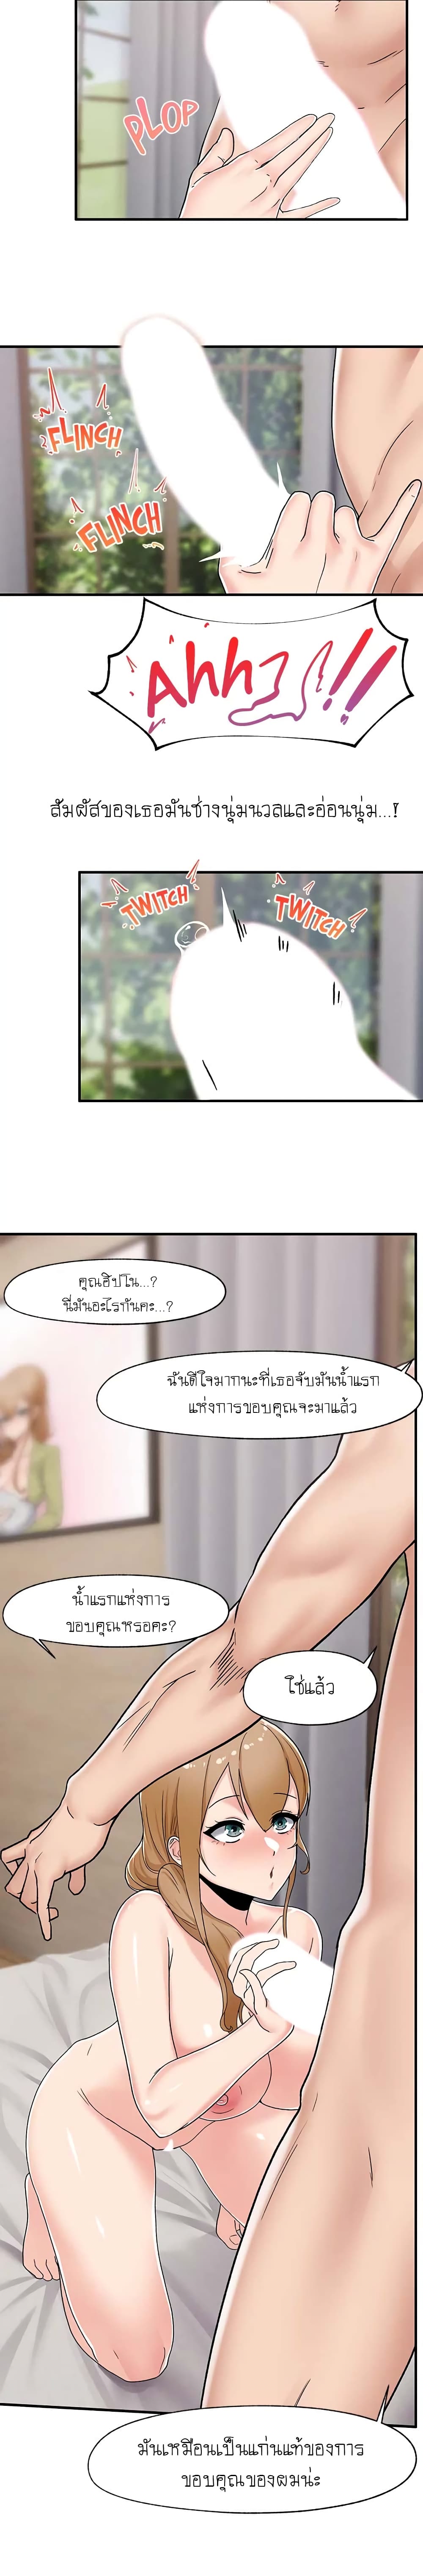 PLOP
FLINCH
FLINCH
Ahh~!!
สัมผัสของเธอมันช่างนุ่มนวลและอ่อนนุ่ม...!
TWITCH
TWITCH
คุณฮิปโน...?
นี่มันอะไรกันคะ...?
ฉันดีใจมากนะที่เธอจับมันน้ำแรก
แห่งการขอบคุณจะมาแล้ว
น้ำแรกแห่งการ
ขอบคุณหรอคะ?
ใช่แล้ว
มันเหมือนเป็นแก่นแท้ของการ
ขอบคุณของผมน่ะ